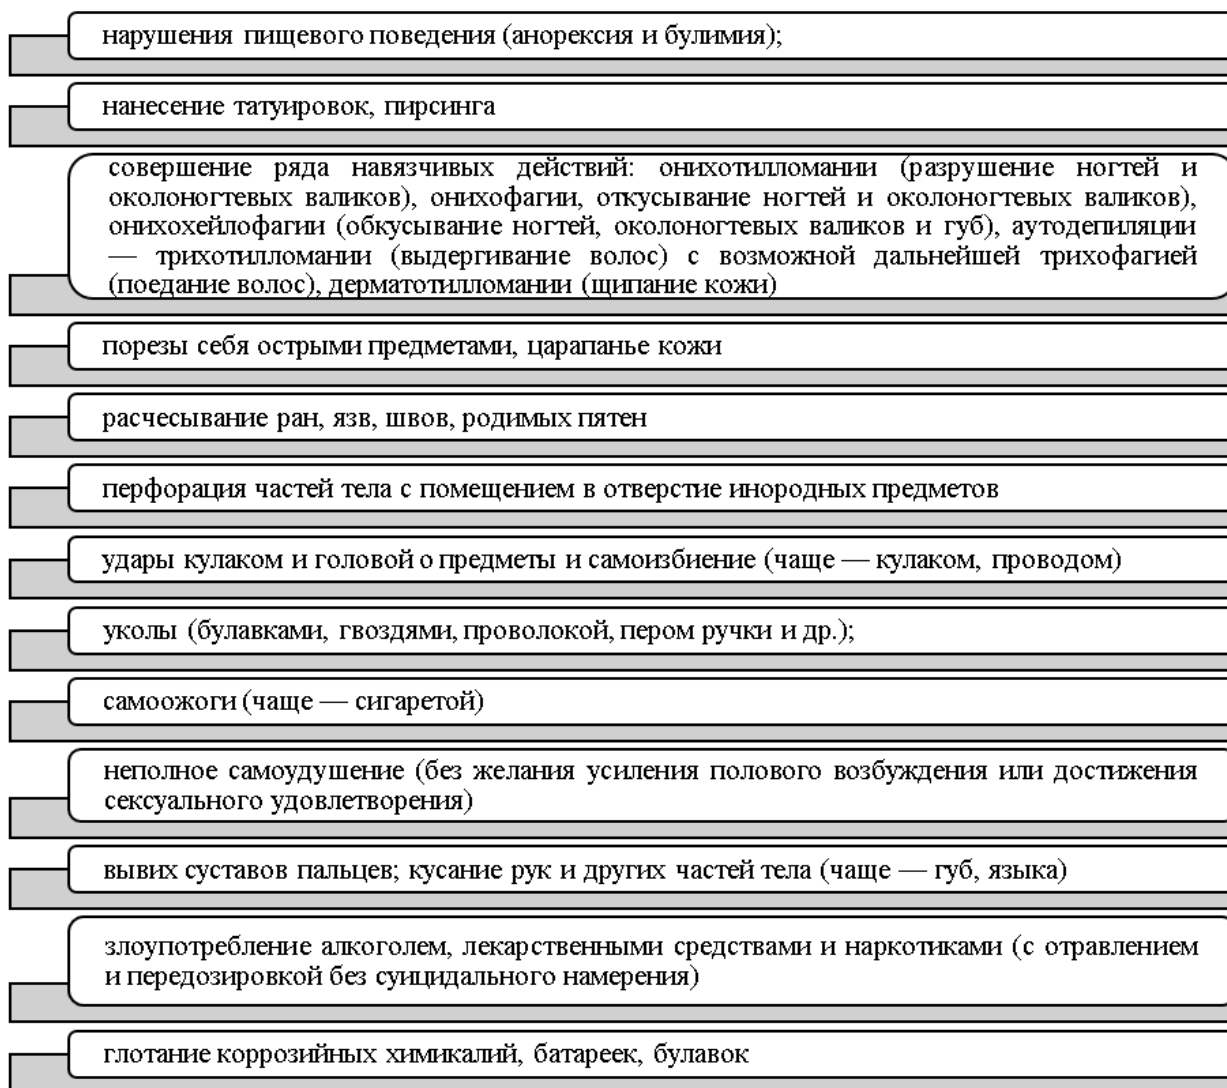 нарушения пищевого поведения (анорексия и булимия);
нанесение татуировок, пирсинга
совершение ряда навязчивых действий: онихотилломании (разрушение ногтей и
околоногтевых валиков), онихофагии, откусывание ногтей и околоногтевых валиков),
онихохейлофагии (обкусывание ногтей, околоногтевых валиков и губ), аутодепиляции
— трихотилломании (выдергивание волос) с возможной дальнейшей трихофагией
(поедание волос), дерматотилломании (щипание кожи)
порезы себя острыми предметами, царапанье кожи
расчесывание ран, язв, швов, родимых пятен
перфорация частей тела с помещением в отверстие инородных предметов
удары кулаком и головой о предметы и самоизбиение (чаще — кулаком, проводом)
уколы (булавками, гвоздями, проволокой, пером ручки и др.);
самоожоги (чаще — сигаретой)
неполное самоудушение (без желания усиления полового возбуждения или достижения
сексуального удовлетворения)
вывих суставов пальцев; кусание рук и других частей тела (чаще — губ, языка)
злоупотребление алкоголем, лекарственными средствами и наркотиками (с отравлением
и передозировкой без суицидального намерения)
глотание коррозийных химикалий, батареек, булавок